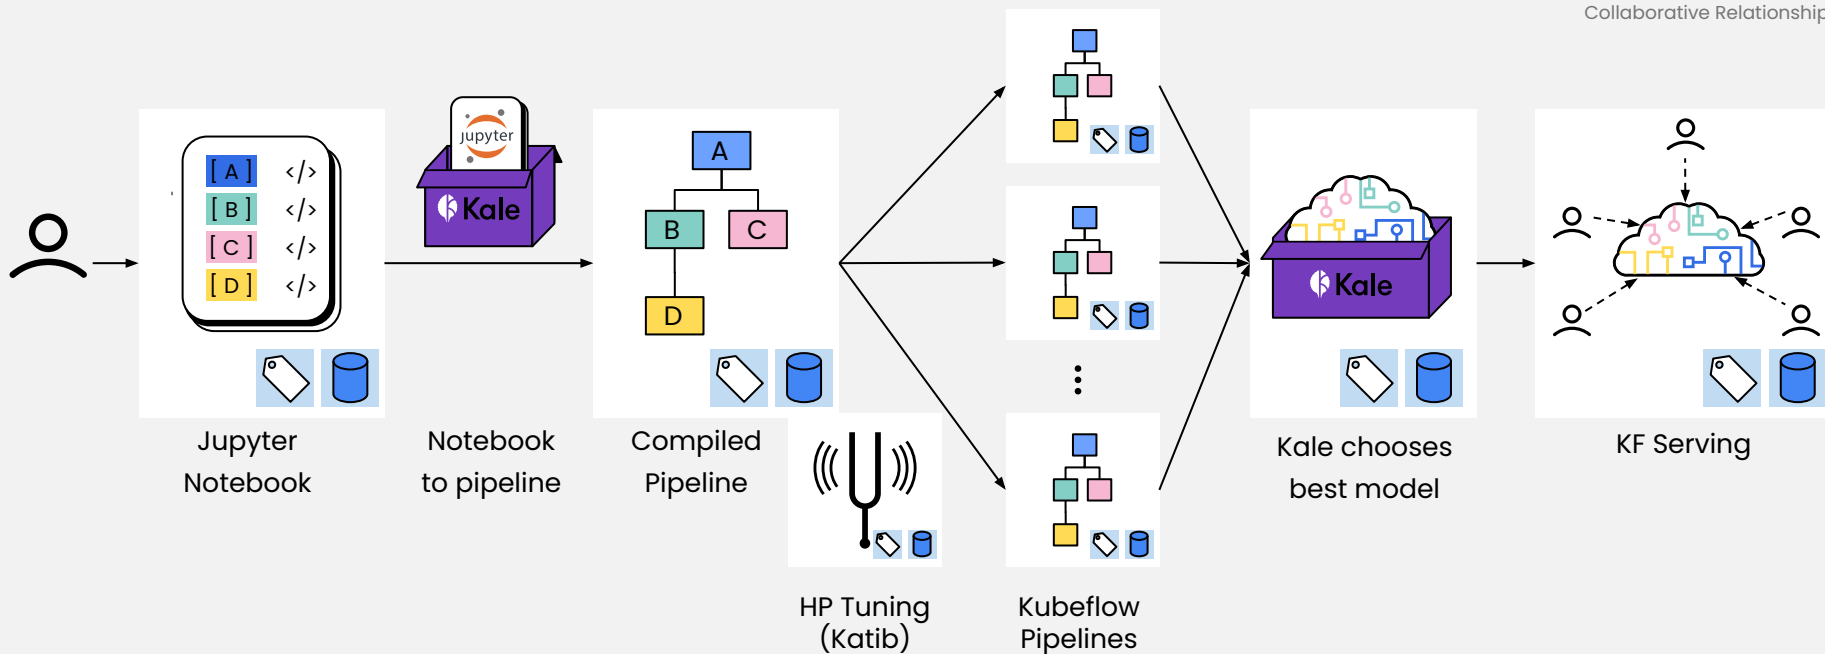 Collaborative Relationship
[ A ] </>
[ B ] </>
[ C ] </>
[ D ] </>
Jupyter
Notebook
jupyter
Kale
Notebook
to pipeline
A
B
C
D
Compiled
Pipeline
HP Tuning
(Katib)
Kubeflow
Pipelines
Kale
Kale chooses
best model
KF Serving